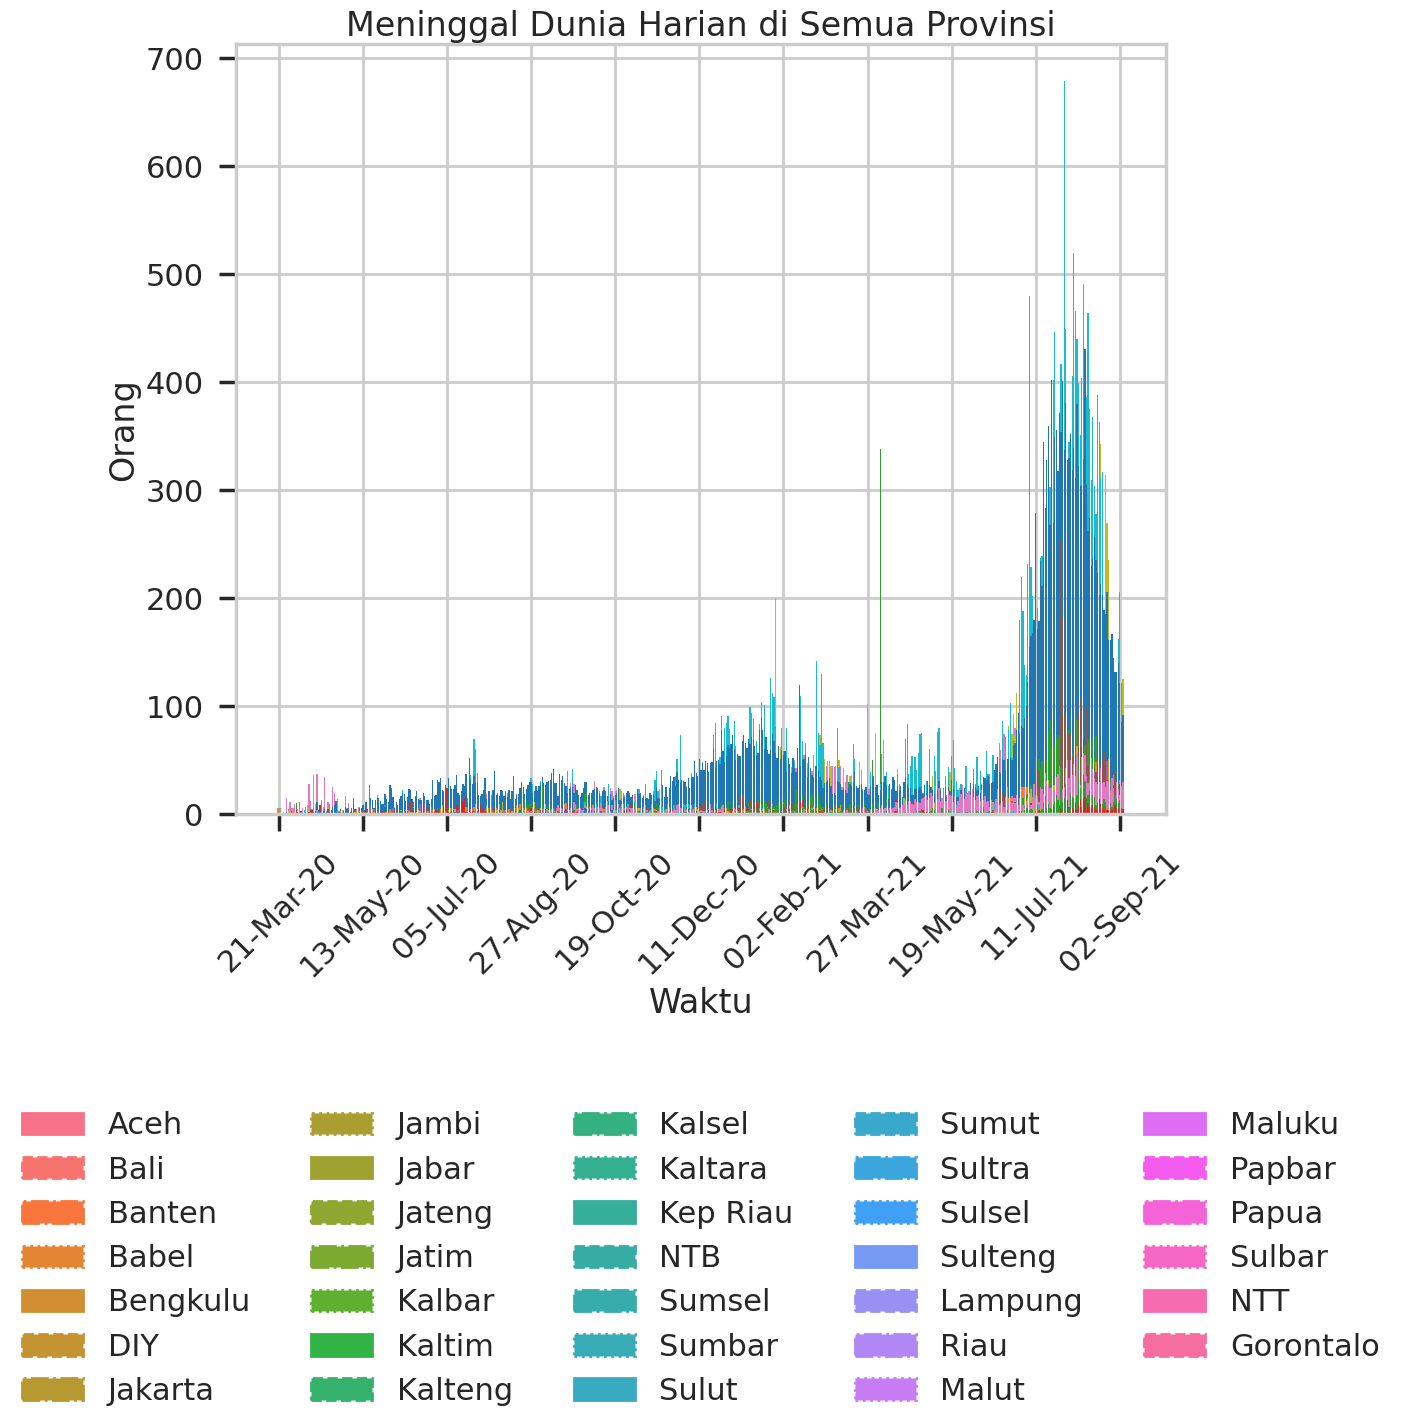 Meninggal Dunia Harian di Semua Provinsi
700
600
500
400
300
200
100
0
Orang
21-Mar-20
13-May-20
05-Jul-20
27-Aug-20
19-Oct-20
11-Dec-20
02-Feb-21
27-Mar-21
19-May-21
11-Jul-21
02-Sep-21
Waktu
Aceh
Bali
Banten
Babel
Bengkulu
DIY
Jakarta
Jambi
Jabar
Jateng
Jatim
Kalbar
Kaltim
Kalteng
Kalsel
Kaltara
Kep Riau
NTB
Sumsel
Sumbar
Sulut
Sumut
Sultra
Sulsel
Sulteng
Lampung
Riau
Malut
Maluku
Papbar
Papua
Sulbar
NTT
Gorontalo